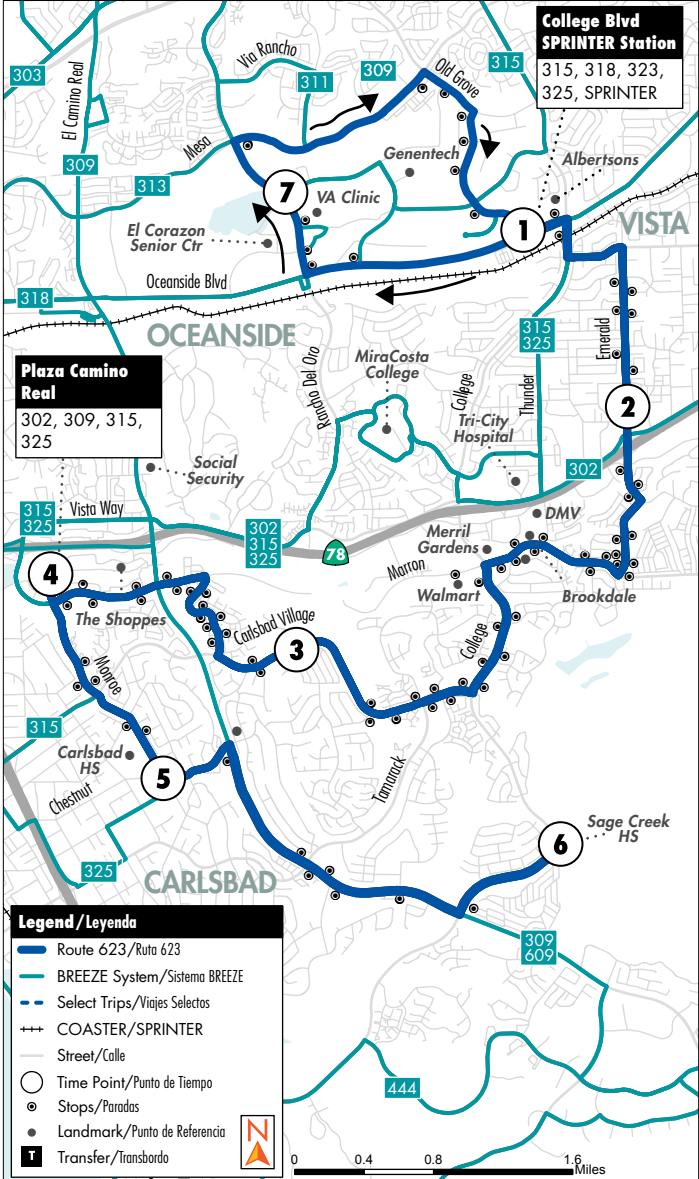 College Blvd
SPRINTER Station
315, 318, 323,
325, SPRINTER
303
El Camino Real
Via Rancho
311
309
Old Grove
315
309
Mesa
313
Genentech
Albertsons
7
VA Clinic
El Corazon
Senior Ctr
1
VISTA
318
Oceanside Blvd
OCEANSIDE
315
325
Emerald
Plaza Camino
Real
302, 309, 315,
325
Rancho Del Oro
MiraCosta
College
College
Thunder
Tri-City
Hospital
2
302
Social
Security
315
325
Vista Way
302
315
325
78
DMV
Merril
Gardens
Marron
Walmart
Brookdale
4
The Shoppes
Carlsbad Village
3
College
Monroe
315
Carlsbad
HS
5
Chestnut
Tamarack
325
CARLSBAD
6
Sage Creek
HS
309
609
444
Legend/Leyenda
Route 623/Ruta 623
BREEZE System/Sistema BREEZE
Select Trips/Viajes Selectos
COASTER/SPRINTER
Street/Calle
Time Point/Punto de Tiempo
Stops/Paradas
Landmark/Punto de Referencia
T Transfer/Transbordo
N
0 0.4 0.8 1.6
Miles